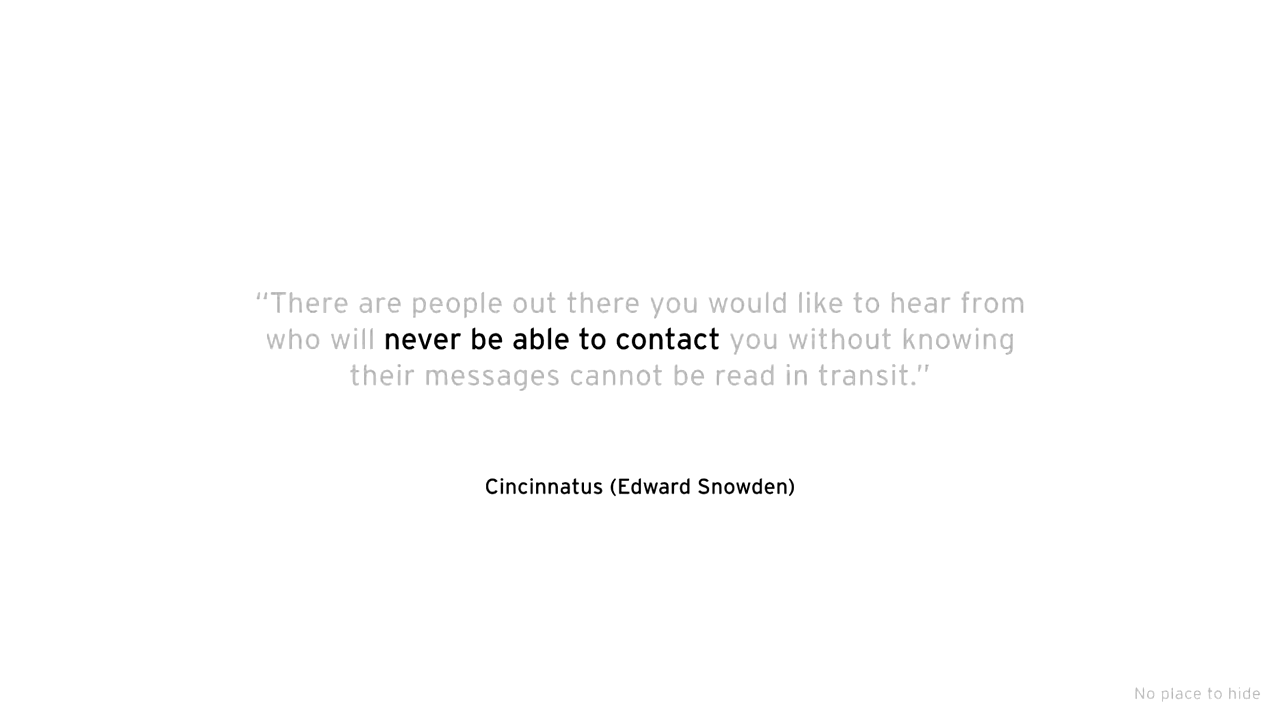 “There are people out there you would like to hear from
who will never be able to contact you without knowing
their messages cannot be read in transit.”
Cincinnatus (Edward Snowden)
No place to hide